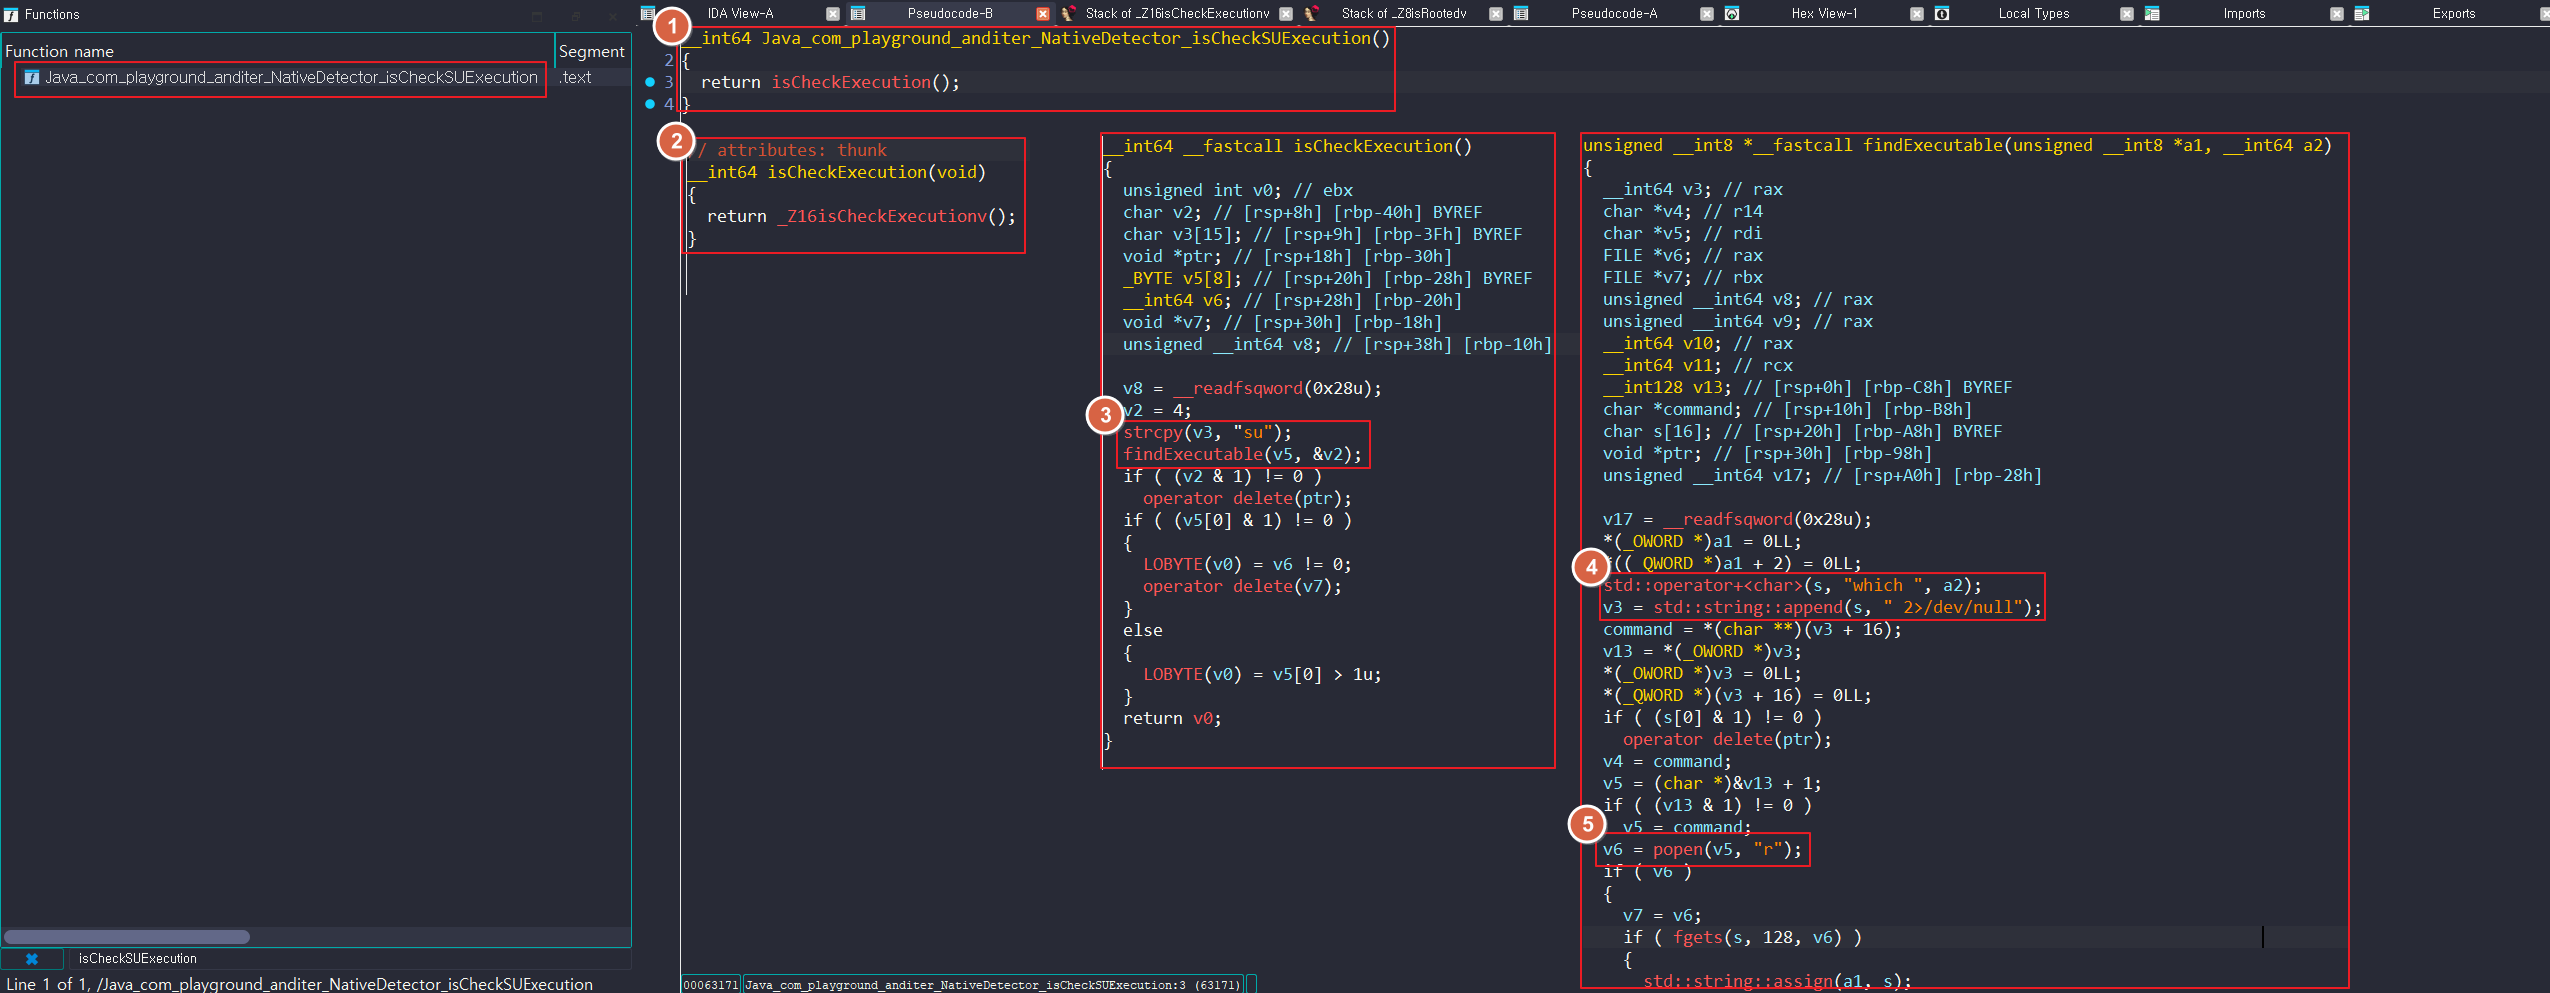 Functions
Function name
Segment
Java_com_playground_anditer_NativeDetector_isCheckSUExecution
.text
isCheckSUExecution
Line 1 of 1, /Java_com_playground_anditer_NativeDetector_isCheckSUExecution
IDA View-A
Pseudocode-B
Stack of _Z16isCheckExecutionv
Stack of _Z8isRootedv
Pseudocode-A
Hex View-1
Local Types
Imports
Exports
1
__int64 Java_com_playground_anditer_NativeDetector_isCheckSUExecution()
2 {
3 return isCheckExecution();
4 }
2
/ attributes: thunk
__int64 isCheckExecution(void)
{
return _Z16isCheckExecutionv();
}
__int64 __fastcall isCheckExecution()
{
unsigned int v0; // ebx
char v2; // [rsp+8h] [rbp-40h] BYREF
char v3[15]; // [rsp+9h] [rbp-3Fh] BYREF
void *ptr; // [rsp+18h] [rbp-30h]
_BYTE v5[8]; // [rsp+20h] [rbp-28h] BYREF
__int64 v6; // [rsp+28h] [rbp-20h]
void *v7; // [rsp+30h] [rbp-18h]
unsigned __int64 v8; // [rsp+38h] [rbp-10h]
v8 = __readfsqword(0x28u);
3
v2 = 4;
strcpy(v3, "su");
findExecutable(v5, &v2);
if ( (v2 & 1) != 0 )
operator delete(ptr);
if ( (v5[0] & 1) != 0 )
{
LOBYTE(v0) = v6 != 0;
operator delete(v7);
}
else
{
LOBYTE(v0) = v5[0] > 1u;
}
return v0;
}
unsigned __int8 *__fastcall findExecutable(unsigned __int8 *a1, __int64 a2)
{
__int64 v3; // rax
char *v4; // r14
char *v5; // rdi
FILE *v6; // rax
FILE *v7; // rbx
unsigned __int64 v8; // rax
unsigned __int64 v9; // rax
__int64 v10; // rax
__int64 v11; // rcx
__int128 v13; // [rsp+0h] [rbp-C8h] BYREF
char *command; // [rsp+10h] [rbp-B8h]
char s[16]; // [rsp+20h] [rbp-A8h] BYREF
void *ptr; // [rsp+30h] [rbp-98h]
unsigned __int64 v17; // [rsp+A0h] [rbp-28h]
v17 = __readfsqword(0x28u);
*(_OWORD *)a1 = 0LL;
4
((_QWORD *)a1 + 2) = 0LL;
std::operator+<char>(s, "which ", a2);
v3 = std::string::append(s, " 2>/dev/null");
command = *(char **)(v3 + 16);
v13 = *(_OWORD *)v3;
*(_OWORD *)v3 = 0LL;
*(_QWORD *)(v3 + 16) = 0LL;
if ( (s[0] & 1) != 0 )
operator delete(ptr);
v4 = command;
v5 = (char *)&v13 + 1;
if ( (v13 & 1) != 0 )
5
v5 = command;
v6 = popen(v5, "r");
if ( v6 )
{
v7 = v6;
if ( fgets(s, 128, v6) )
{
std::string::assign(a1, s);
00063171 Java_com_playground_anditer_NativeDetector_isCheckSUExecution:3 (63171)